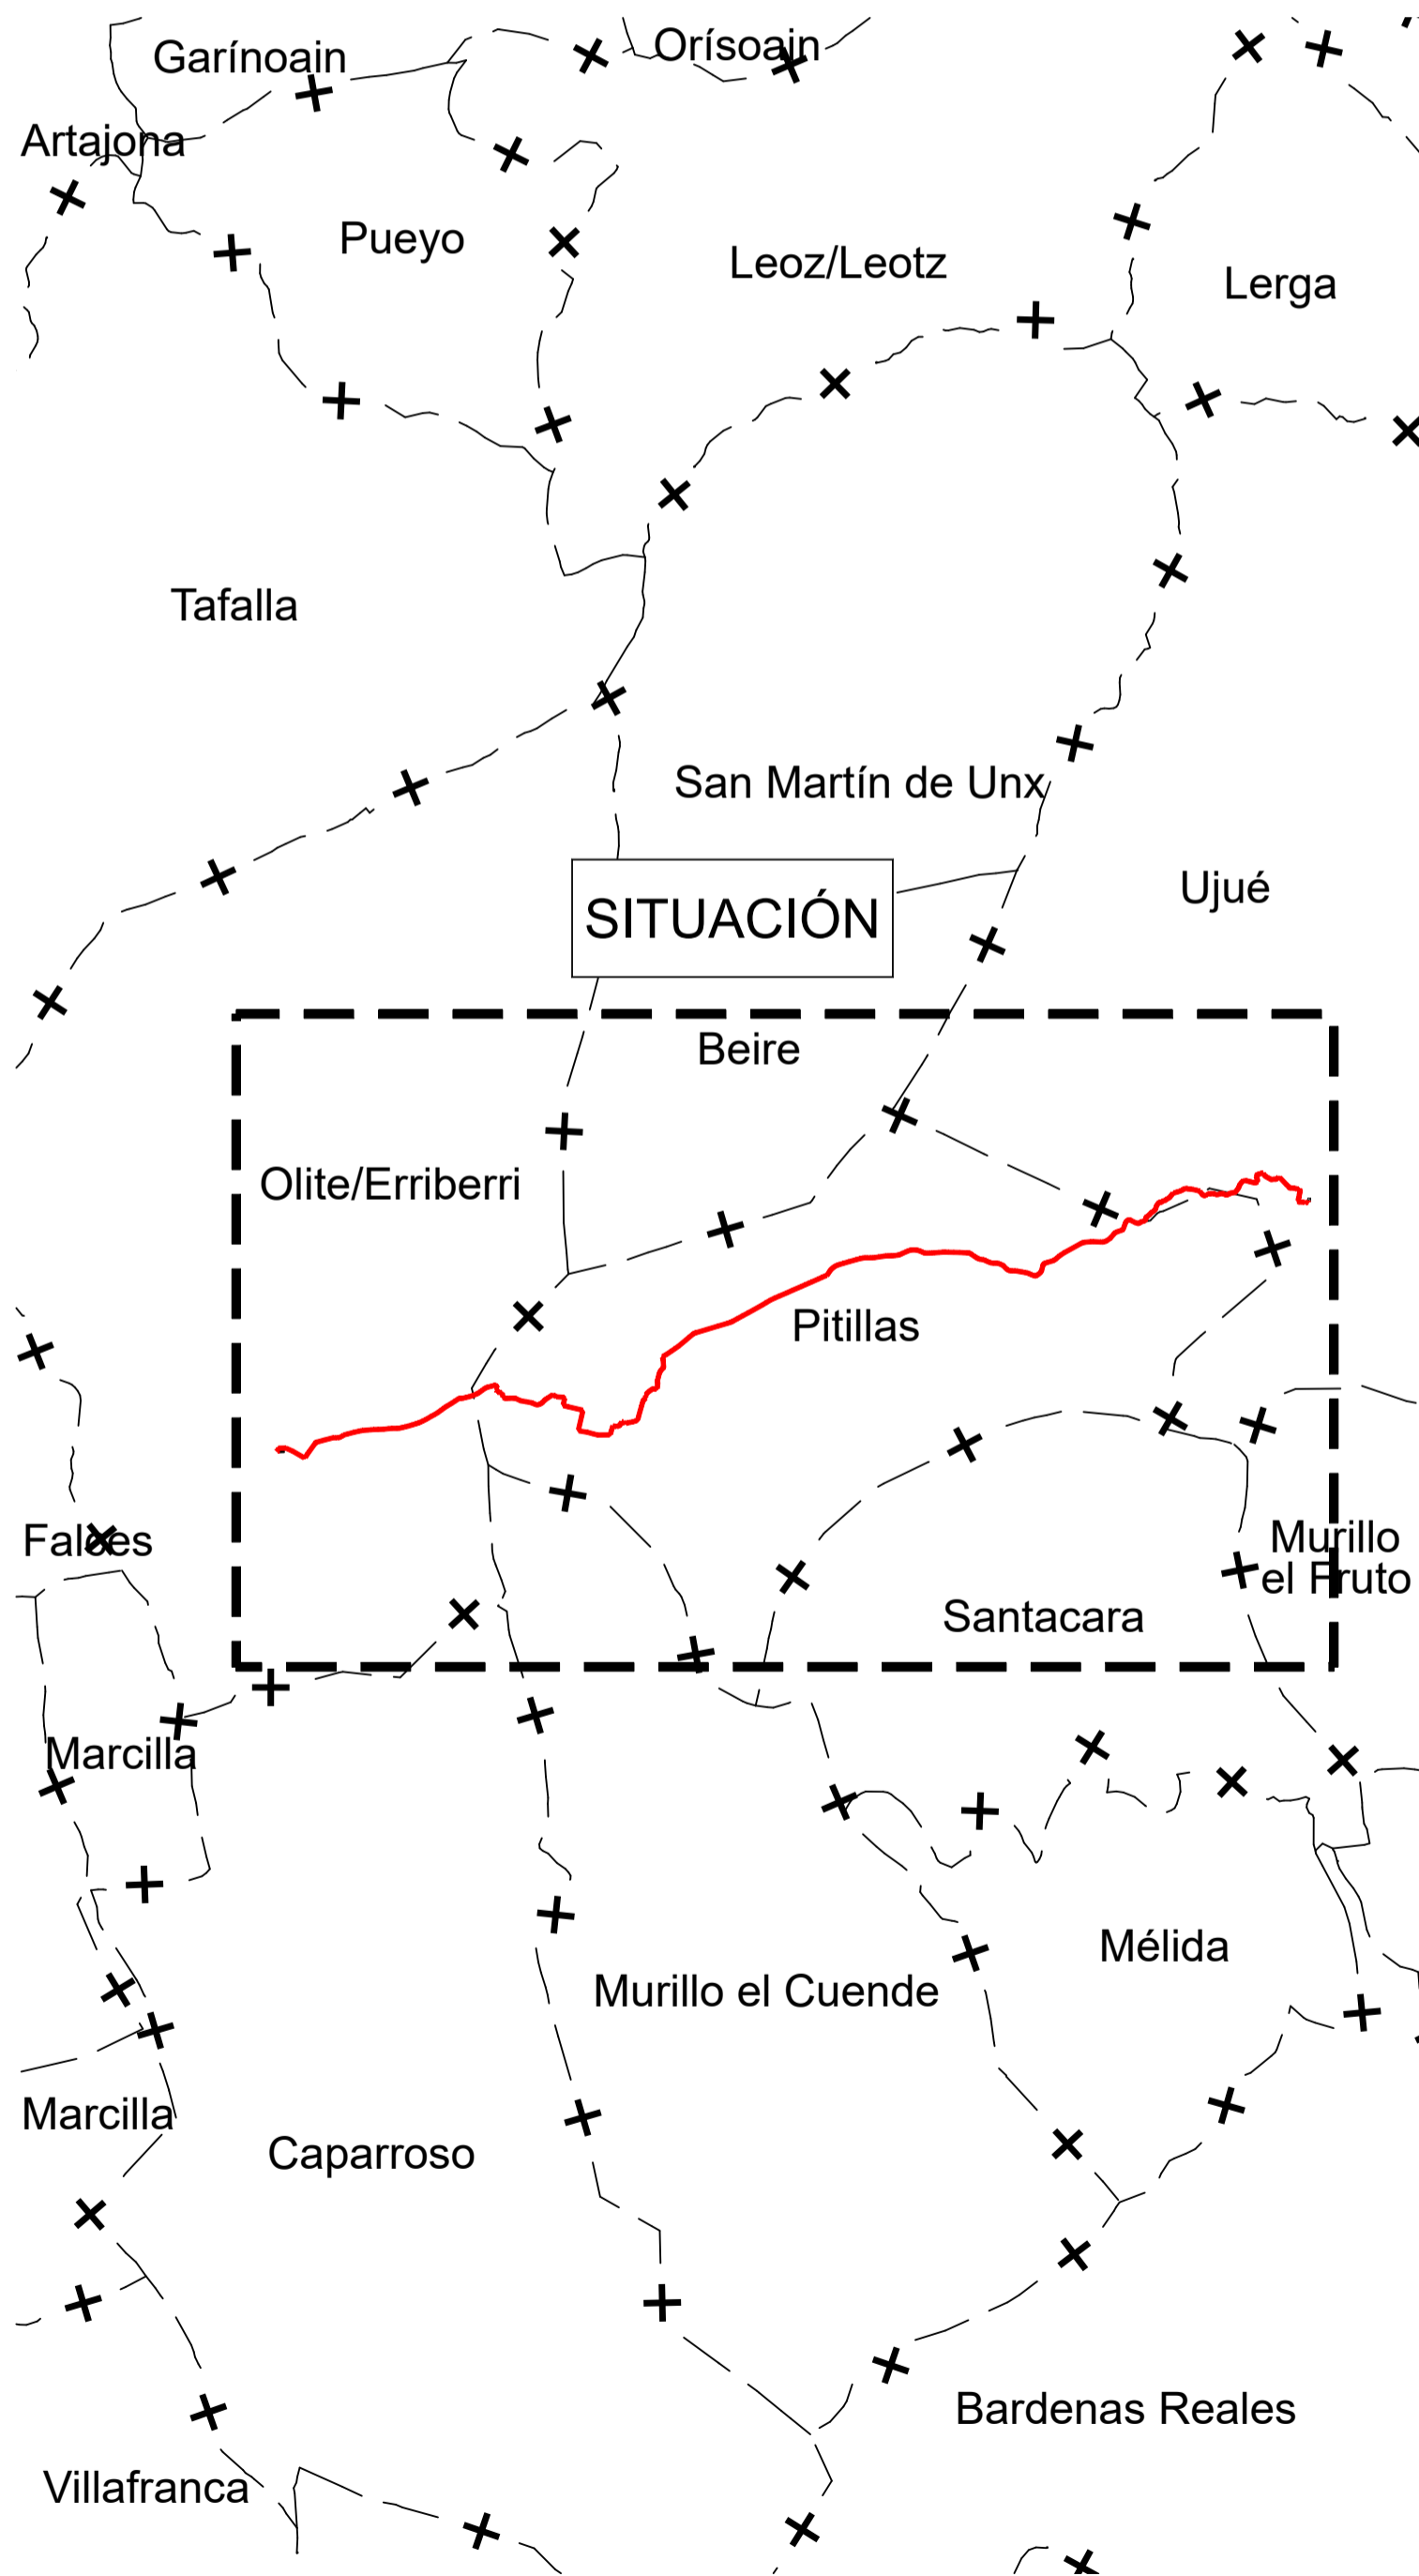 Orísoain
Garínoain
Artajona
Pueyo
Leoz/Leotz
Lerga
Tafalla
San Martín de Unx
Ujué
SITUACIÓN
Beire
Olite/Erriberri
Pitillas
Falces
Murillo
el Fruto
Santacara
Marcilla
Mélida
Murillo el Cuende
Marcilla
Caparroso
Bardenas Reales
Villafranca